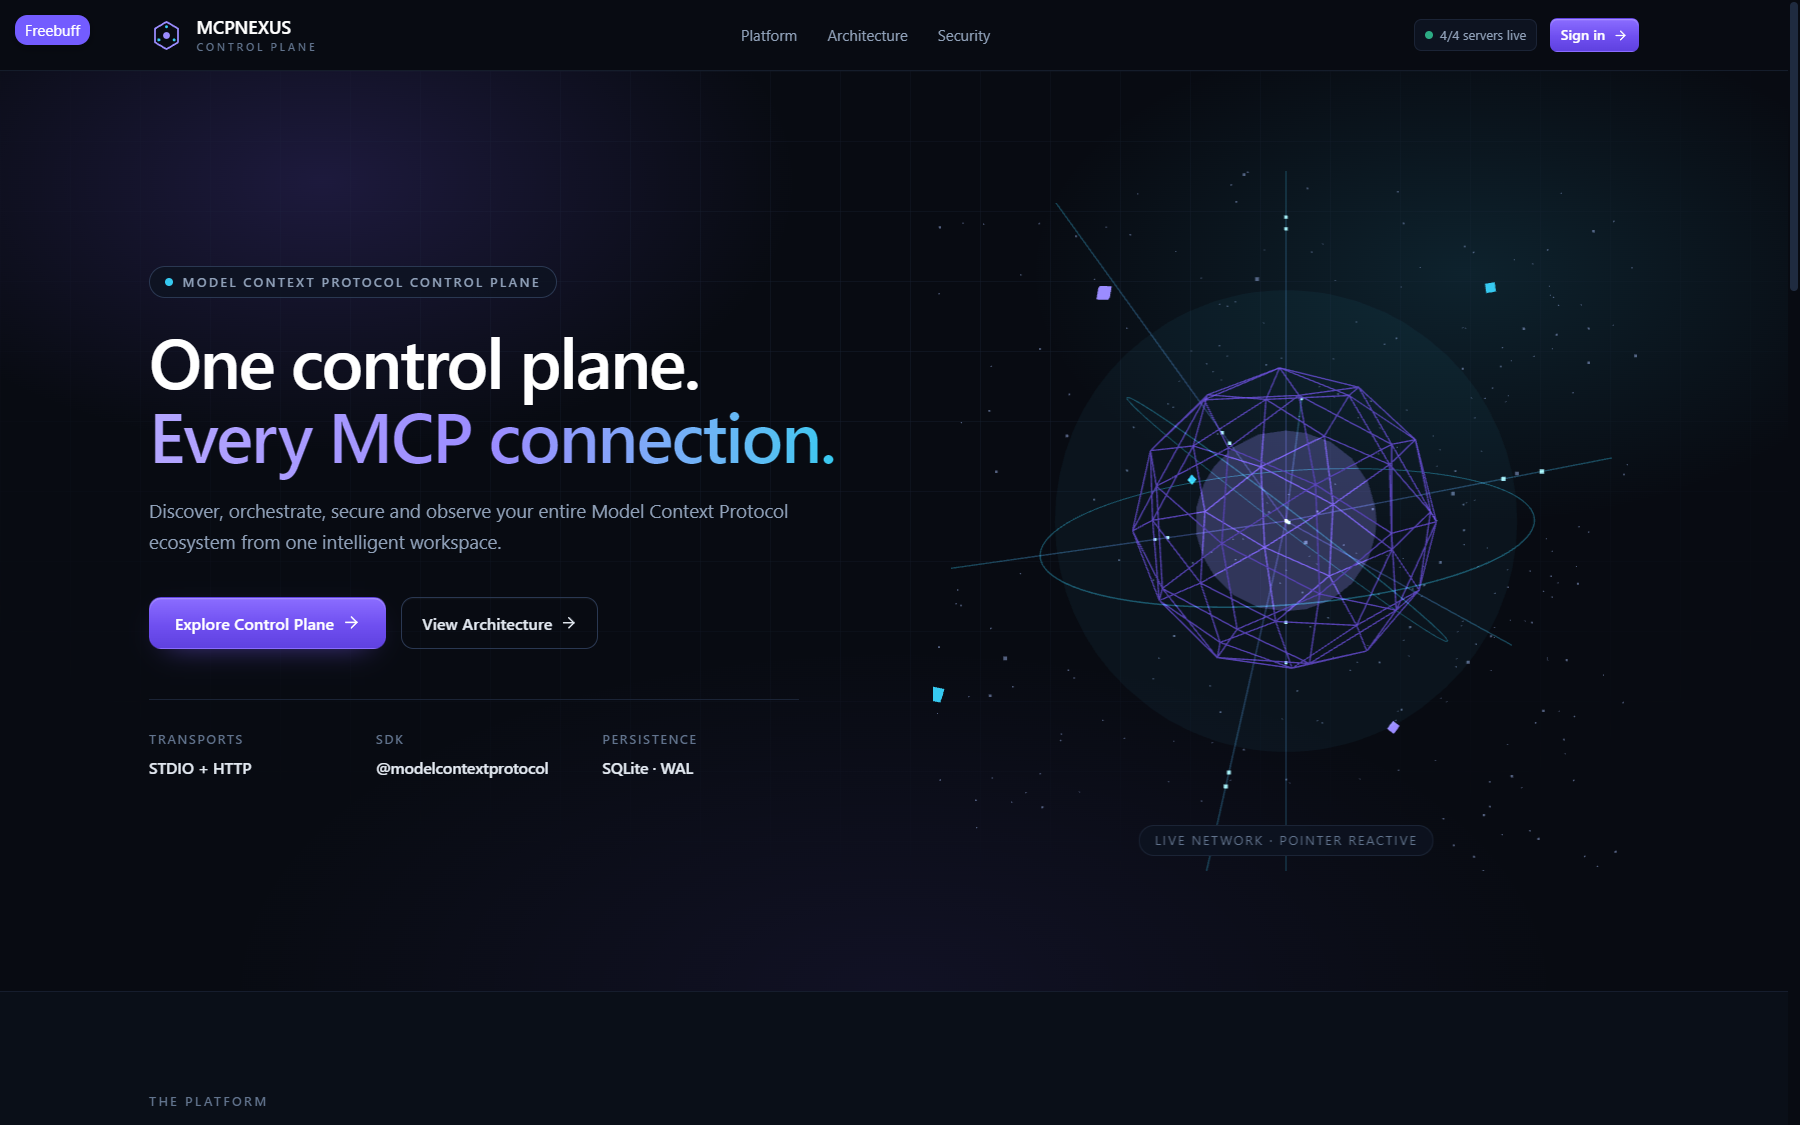 Freebuff
MCPNEXUS
CONTROL PLANE
Platform
Architecture
Security
4/4 servers live
Sign in
MODEL CONTEXT PROTOCOL CONTROL PLANE
One control plane.
Every MCP connection.
Discover, orchestrate, secure and observe your entire Model Context Protocol
ecosystem from one intelligent workspace.
Explore Control Plane
View Architecture
TRANSPORTS
STDIO + HTTP
SDK
@modelcontextprotocol
PERSISTENCE
SQLite · WAL
LIVE NETWORK · POINTER REACTIVE
THE PLATFORM